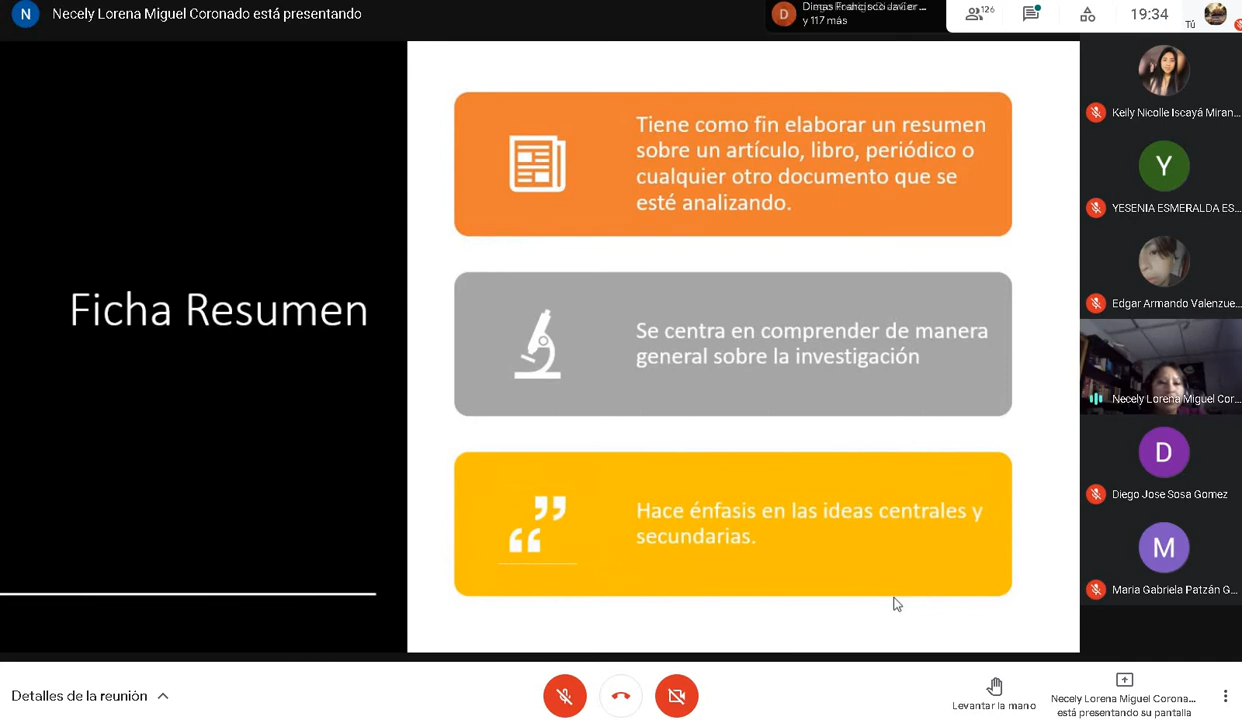 N
Necely Lorena Miguel Coronado está presentando
D
y 117 más
126
19:34
Tú
Ficha Resumen
Tiene como fin elaborar un resumen
sobre un artículo, libro, periódico o
cualquier otro documento que se
esté analizando.
Se centra en comprender de manera
general sobre la investigación
Hace énfasis en las ideas centrales y
secundarias.
Keily Nicolle Iscayá Miran...
Y
YESENIA ESMERALDA ES...
Edgar Armando Valenzue...
Necely Lorena Miguel Cor...
D
Diego Jose Sosa Gomez
M
Maria Gabriela Patzán G...
Detalles de la reunión
Levantar la mano
Necely Lorena Miguel Corona...
está presentando su pantalla